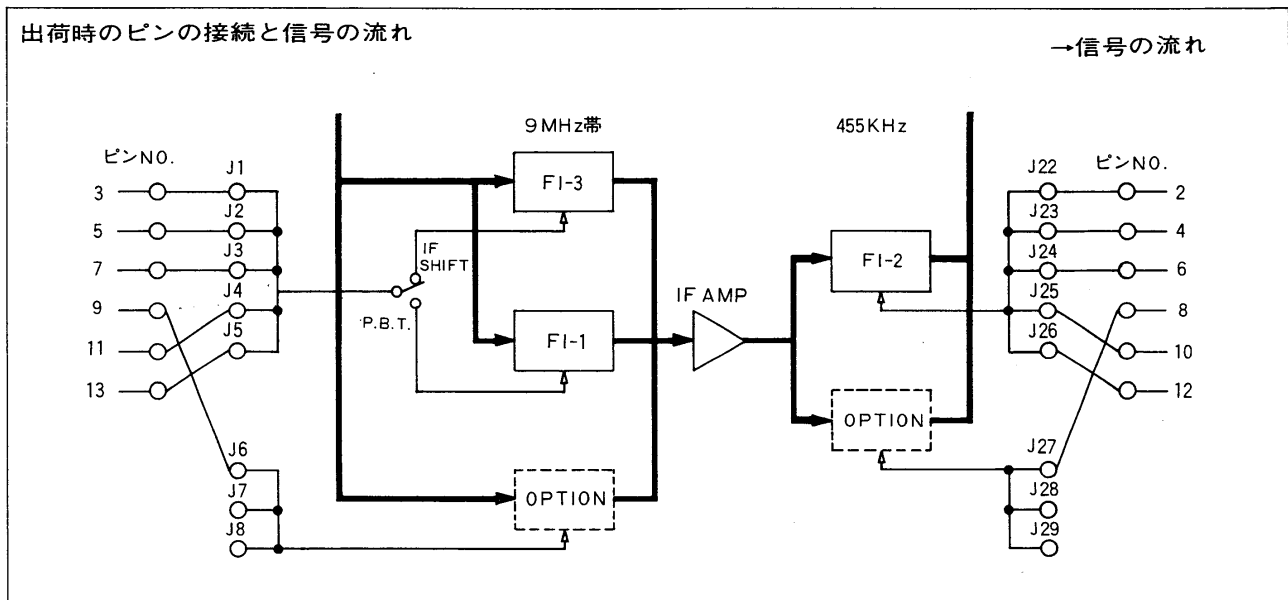 出荷時のピンの接続と信号の流れ
→信号の流れ
9MHz帯
455KHz
ピンNO.
3
5
7
9
11
13
J1
J2
J3
J4
J5
J6
J7
J8
IF
SHIFT
P.B.T.
FI-3
FI-1
OPTION
IF AMP
FI-2
OPTION
J22
J23
J24
J25
J26
J27
J28
J29
ピンNO.
2
4
6
8
10
12